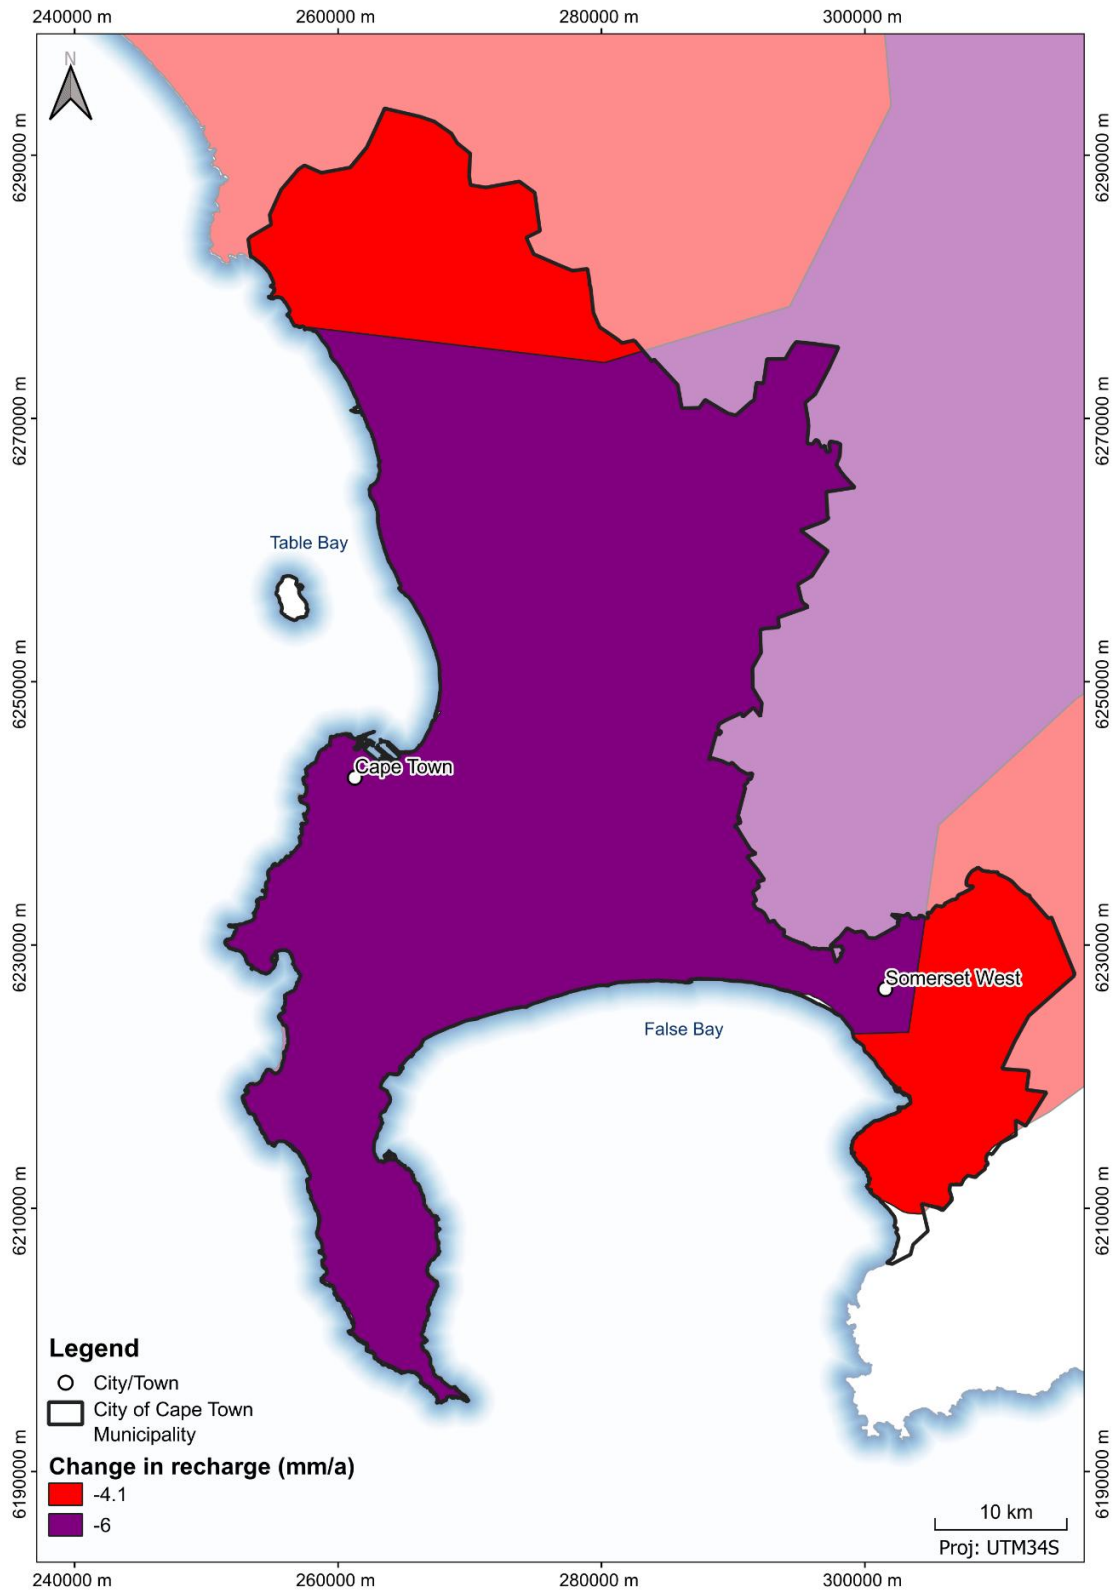 240000 m
260000 m
280000 m
300000 m
N
6290000 m
6290000 m
6270000 m
6270000 m
Table Bay
6250000 m
6250000 m
Cape Town
6230000 m
6230000 m
Somerset West
False Bay
6210000 m
6210000 m
Legend
City/Town
City of Cape Town
Municipality
Change in recharge (mm/a)
-4.1
-6
6190000 m
6190000 m
10 km
Proj: UTM34S
240000 m
260000 m
280000 m
300000 m